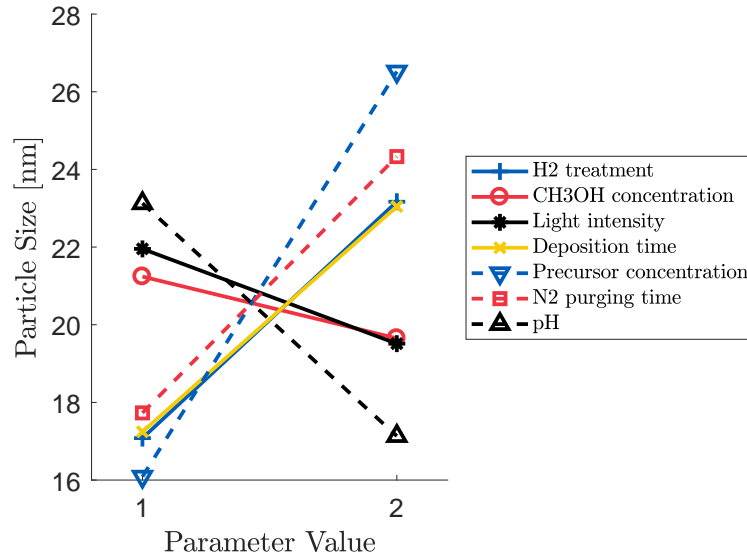 28
26
24
22
20
18
16
Particle Size [nm]
1
2
Parameter Value
H2 treatment
CH3OH concentration
Light intensity
Deposition time
Precursor concentration
N2 purging time
pH